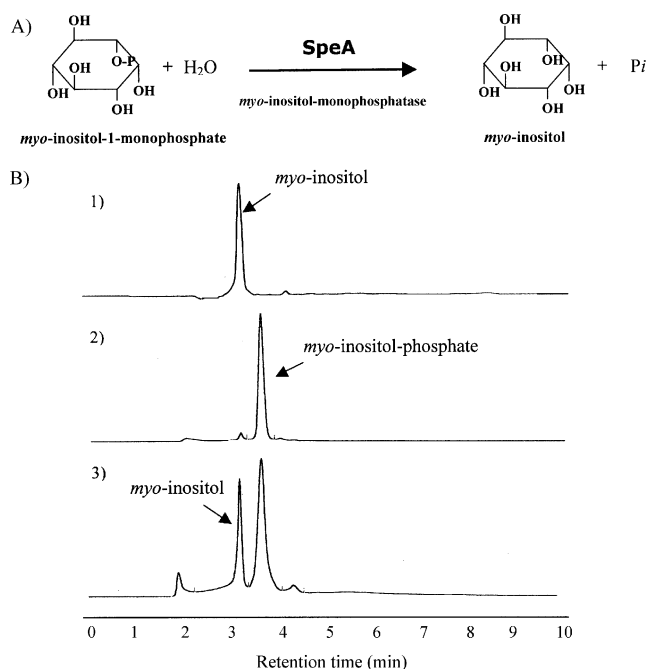 A)
OH
OH
O-P
OH
OH
OH
OH
+ H₂O
SpeA
myo-inositol-monophosphatase
OH
OH
OH
OH
OH
OH
+ Pi
myo-inositol-1-monophosphate
myo-inositol
B)
1)
myo-inositol
2)
myo-inositol-phosphate
3)
myo-inositol
0 1 2 3 4 5 6 7 8 9 10
Retention time (min)